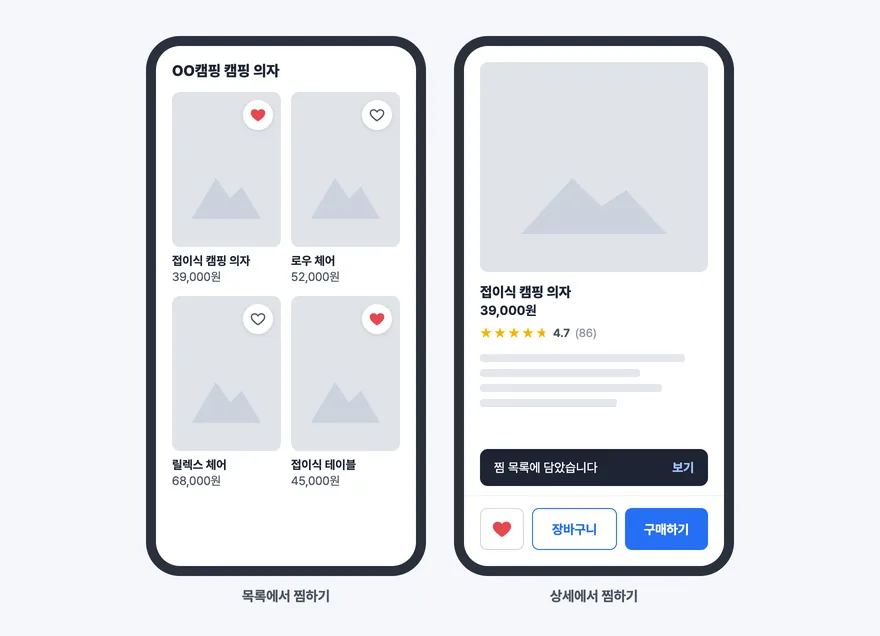 OO캠핑 캠핑 의자
접이식 캠핑 의자
39,000원
로우 체어
52,000원
릴렉스 체어
68,000원
접이식 테이블
45,000원
목록에서 찜하기
접이식 캠핑 의자
39,000원
4.7 (86)
찜 목록에 담았습니다 보기
장바구니 구매하기
상세에서 찜하기